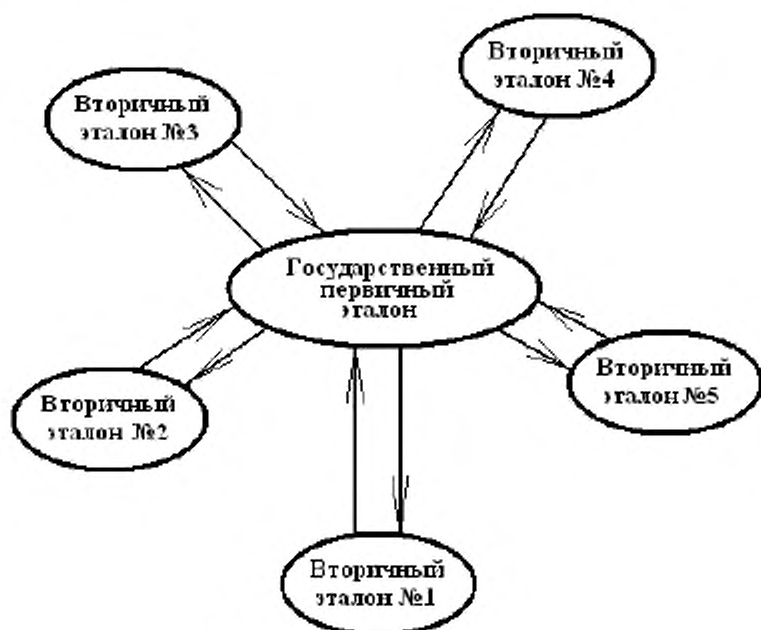 Вторичный
эталон №4
Вторичный
эталон №3
Государственный
первичный
эталон
Вторичный
эталон №5
Вторичный
эталон №2
Вторичный
эталон №1